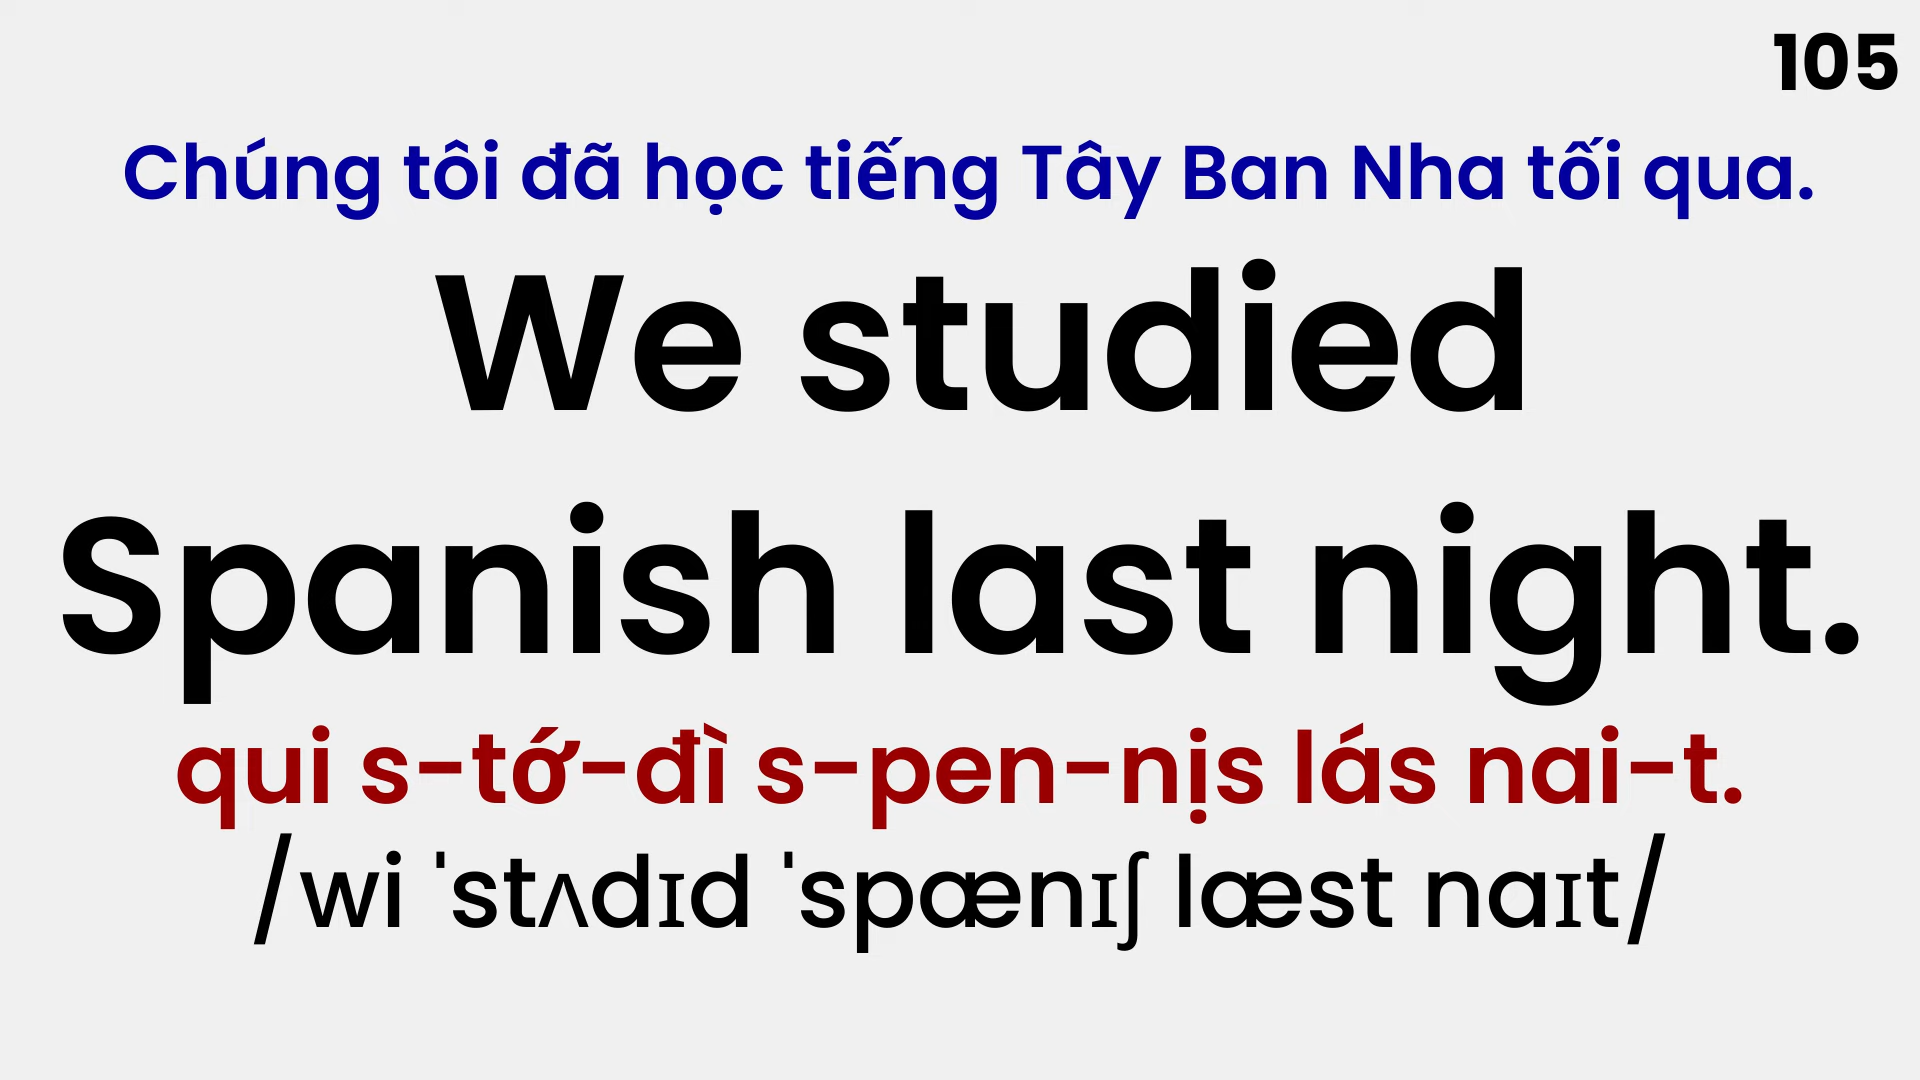 105
Chúng tôi đã học tiếng Tây Ban Nha tối qua.
We studied
Spanish last night.
qui s-tớ-đì s-pen-nịs lás nai-t.
/wi ˈstʌdɪd ˈspænɪʃ læst naɪt/